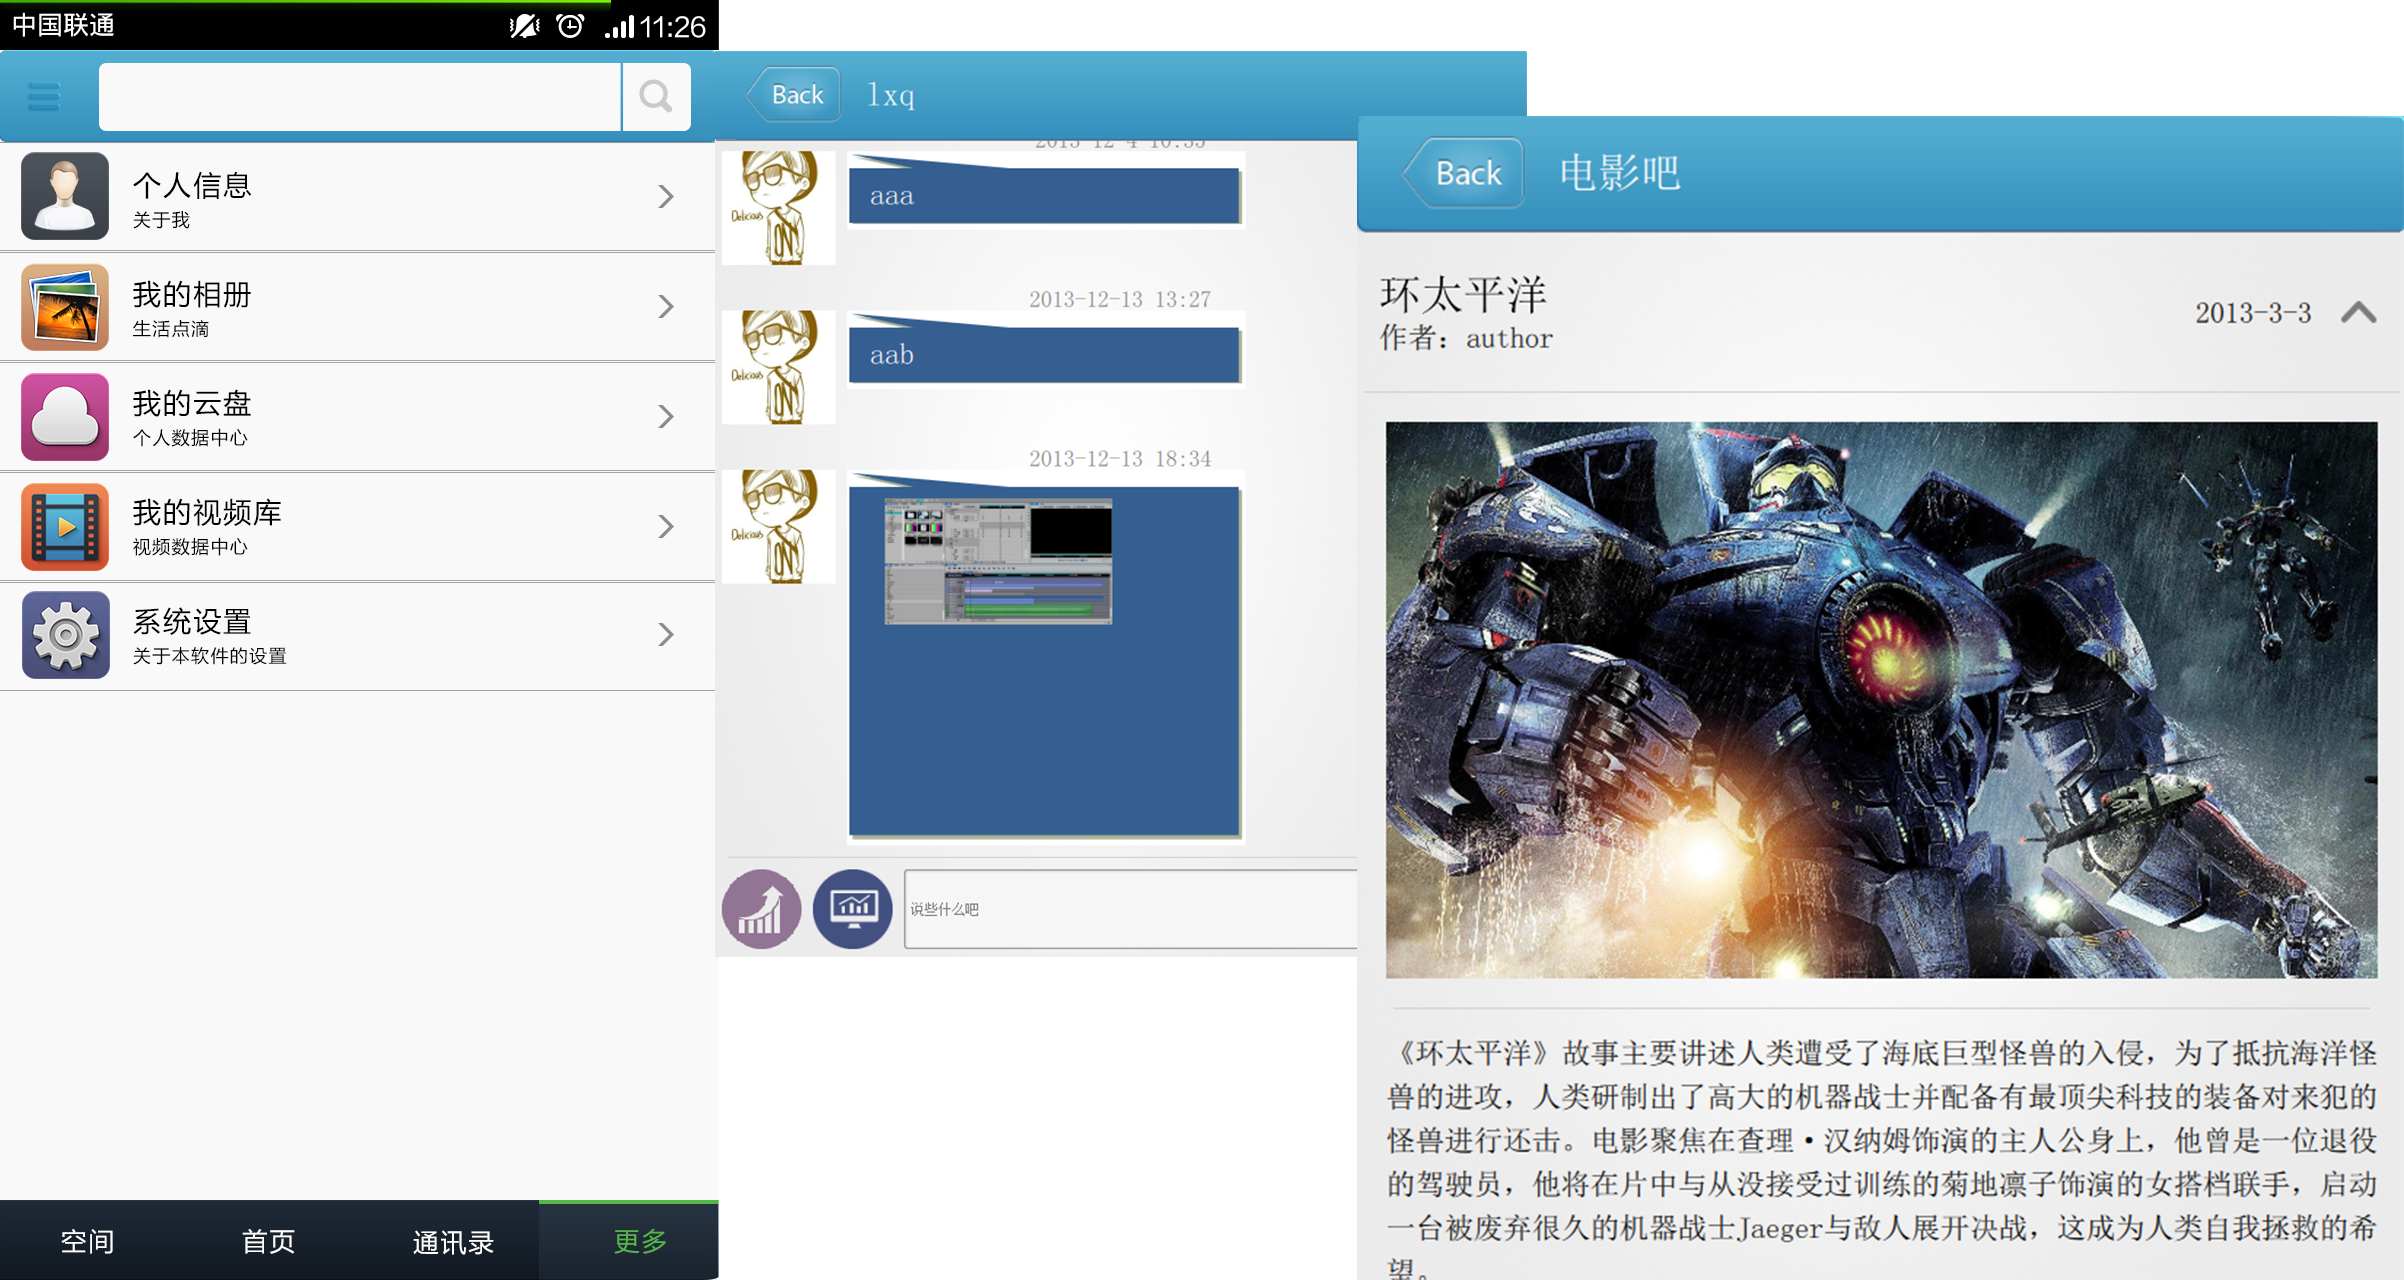 中国联通
11:26
个人信息
关于我
我的相册
生活点滴
我的云盘
个人数据中心
我的视频库
视频数据中心
系统设置
关于本软件的设置
空间
首页
通讯录
更多
Back
lxq
2013-12-4 10:35
Delicious
aaa
2013-12-13 13:27
Delicious
aab
2013-12-13 18:34
Delicious
说些什么吧
Back
电影吧
环太平洋
作者：author
2013-3-3
《环太平洋》故事主要讲述人类遭受了海底巨型怪兽的入侵，为了抵抗海洋怪
兽的进攻，人类研制出了高大的机器战士并配备有最顶尖科技的装备对来犯的
怪兽进行还击。电影聚焦在查理·汉纳姆饰演的主人公身上，他曾是一位退役
的驾驶员，他将在片中与从没接受过训练的菊地凛子饰演的女搭档联手，启动
一台被废弃很久的机器战士Jaeger与敌人展开决战，这成为人类自我拯救的希
望。